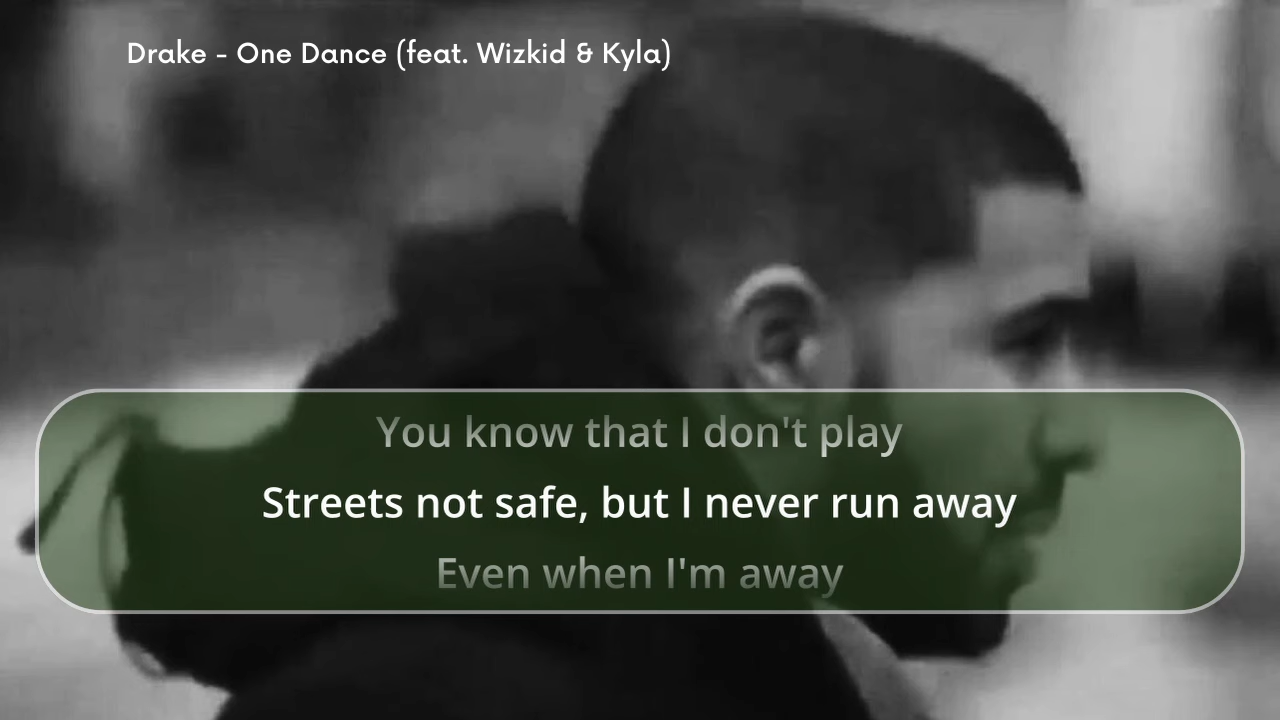 Drake - One Dance (feat. Wizkid & Kyla)
You know that I don't play
Streets not safe, but I never run away
Even when I'm away